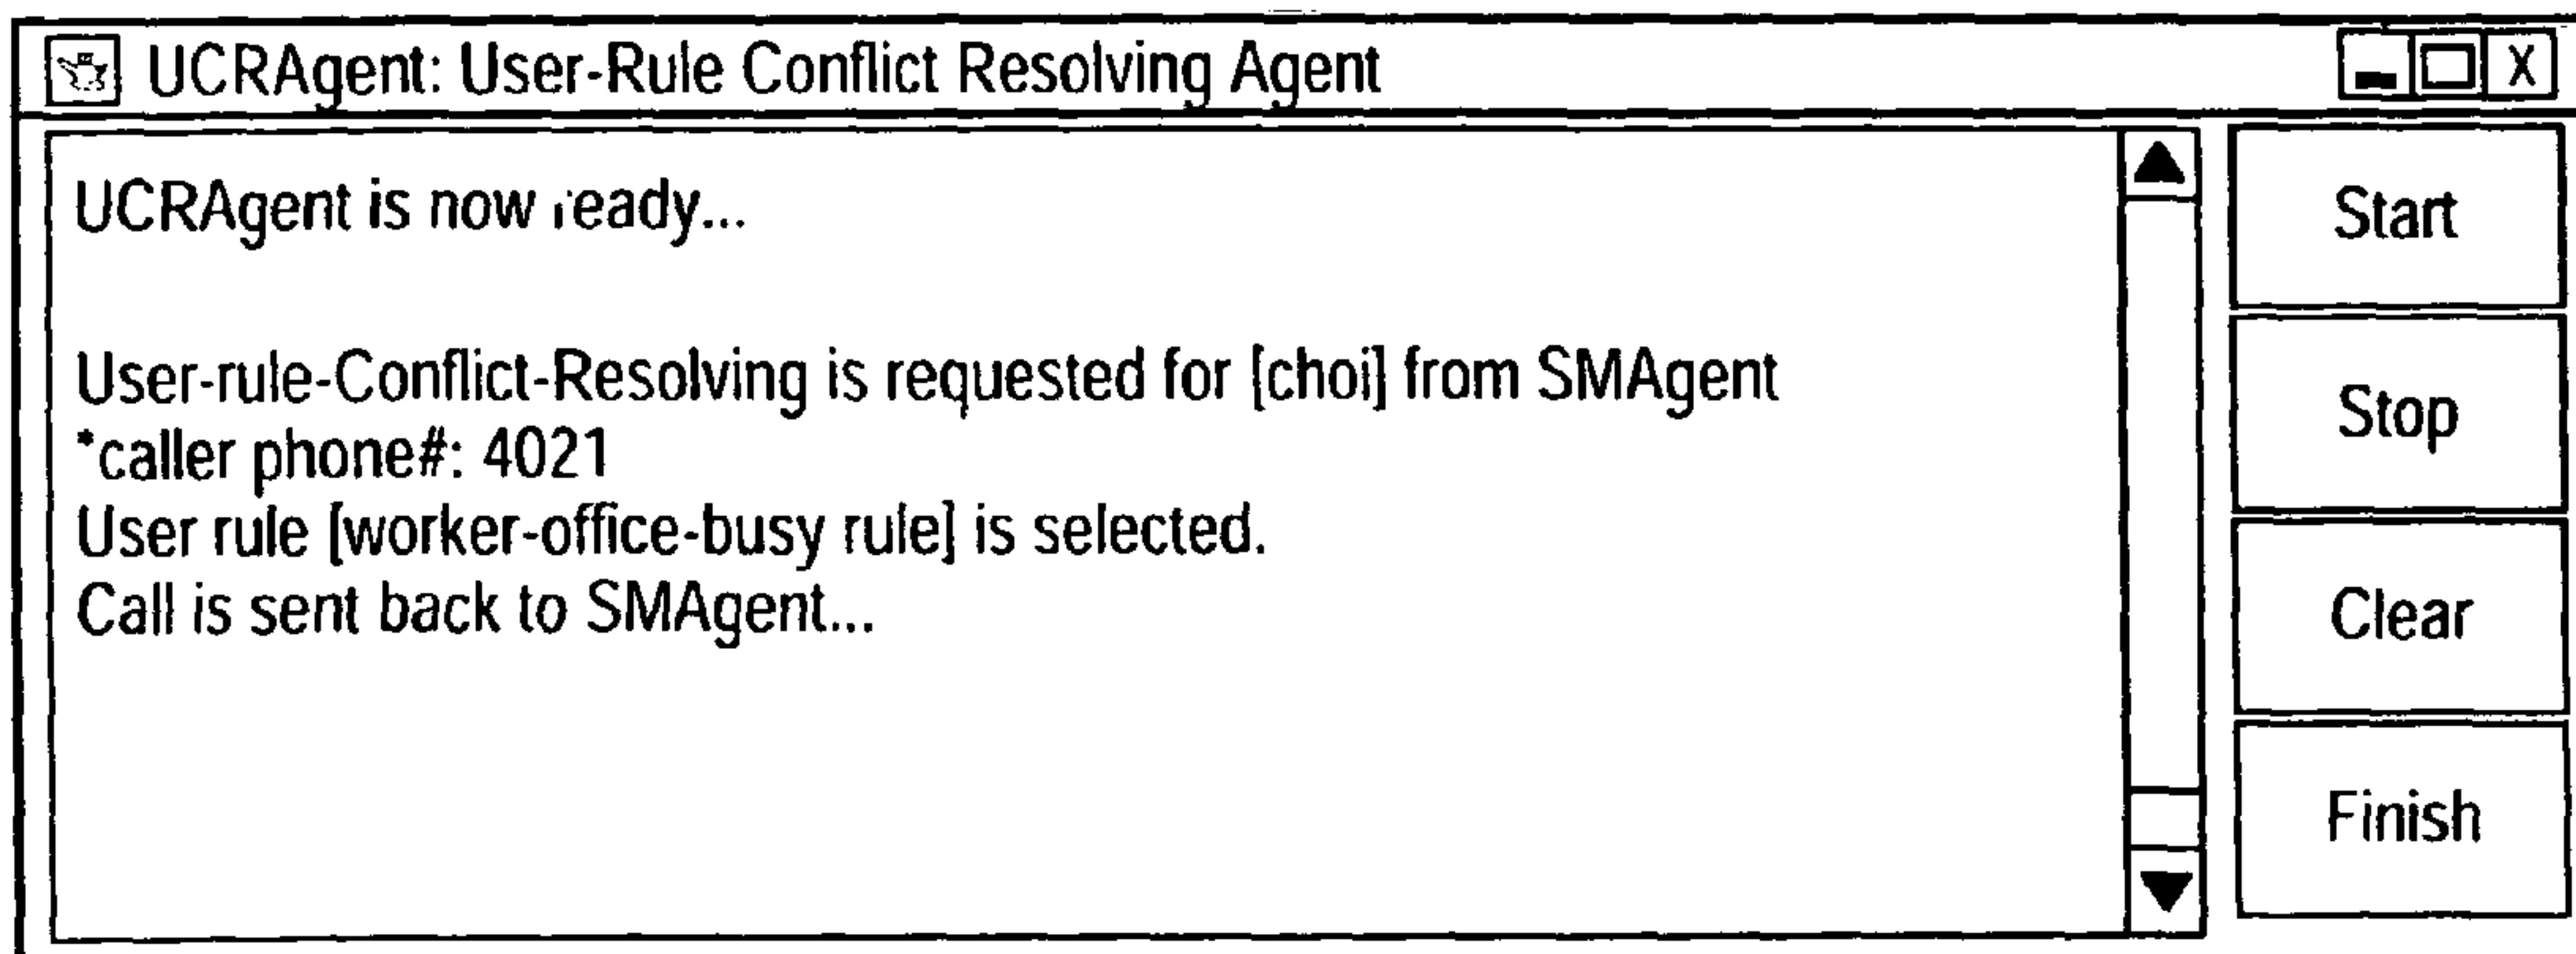 UCRAgent: User-Rule Conflict Resolving Agent
X
UCRAgent is now ready...
User-rule-Conflict-Resolving is requested for [choi] from SMAgent
*caller phone#: 4021
User rule [worker-office-busy rule] is selected.
Call is sent back to SMAgent...
Start
Stop
Clear
Finish